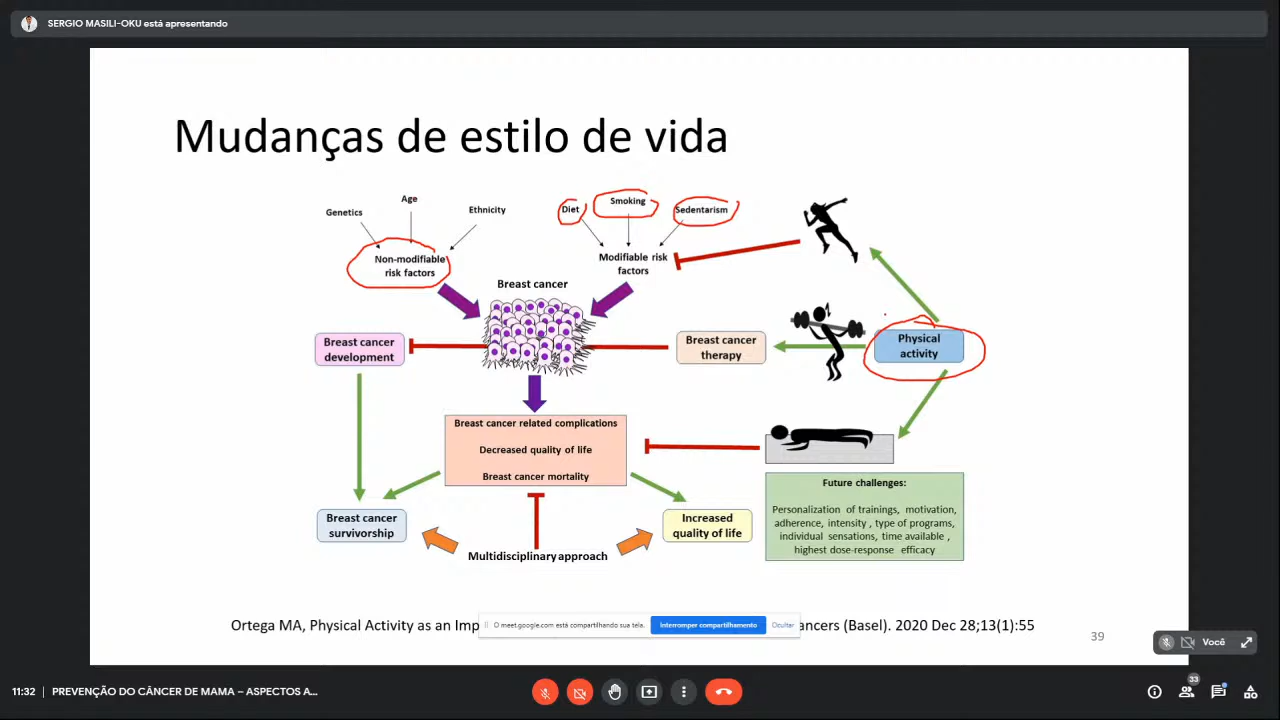 SERGIO MASILI-OKU está apresentando
Mudanças de estilo de vida
Genetics
Age
Ethnicity
Diet
Smoking
Sedentarism
Non-modifiable
risk factors
Modifiable risk
factors
Breast cancer
Breast cancer
development
Breast cancer
therapy
Physical
activity
Breast cancer related complications
Decreased quality of life
Breast cancer mortality
Future challenges:
Personalization of trainings, motivation,
adherence, intensity , type of programs,
individual sensations, time available ,
highest dose-response efficacy
Breast cancer
survivorship
Increased
quality of life
Multidisciplinary approach
Ortega MA, Physical Activity as an Imp
O meet.google.com está compartilhando sua tela.
Interromper compartilhamento
Ocultar
ancers (Basel). 2020 Dec 28;13(1):55
39
Você
11:32 | PREVENÇÃO DO CÂNCER DE MAMA – ASPECTOS A...
33